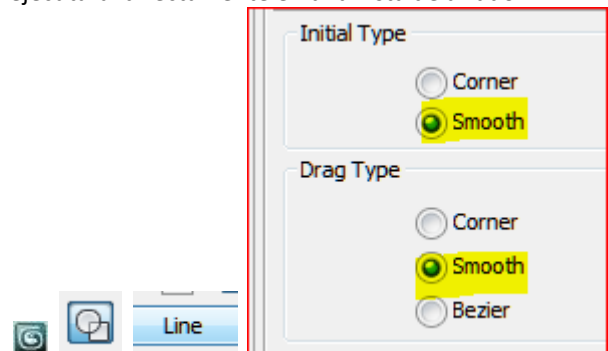 Initial Type
Corner
Smooth
Drag Type
Corner
Smooth
Bezier
Line